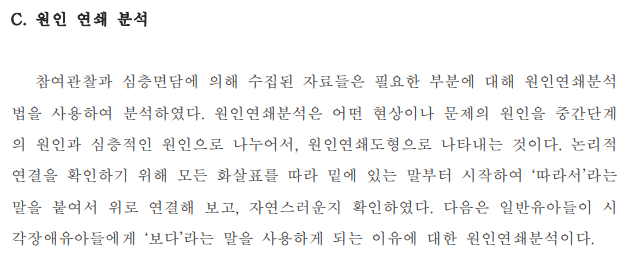 C. 원인 연쇄 분석
참여관찰과 심층면담에 의해 수집된 자료들은 필요한 부분에 대해 원인연쇄분석
법을 사용하여 분석하였다. 원인연쇄분석은 어떤 현상이나 문제의 원인을 중간단계
의 원인과 심층적인 원인으로 나누어서, 원인연쇄도형으로 나타내는 것이다. 논리적
연결을 확인하기 위해 모든 화살표를 따라 밑에 있는 말부터 시작하여 ‘따라서’라는
말을 붙여서 위로 연결해 보고, 자연스러운지 확인하였다. 다음은 일반유아들이 시
각장애유아들에게 ‘보다’라는 말을 사용하게 되는 이유에 대한 원인연쇄분석이다.